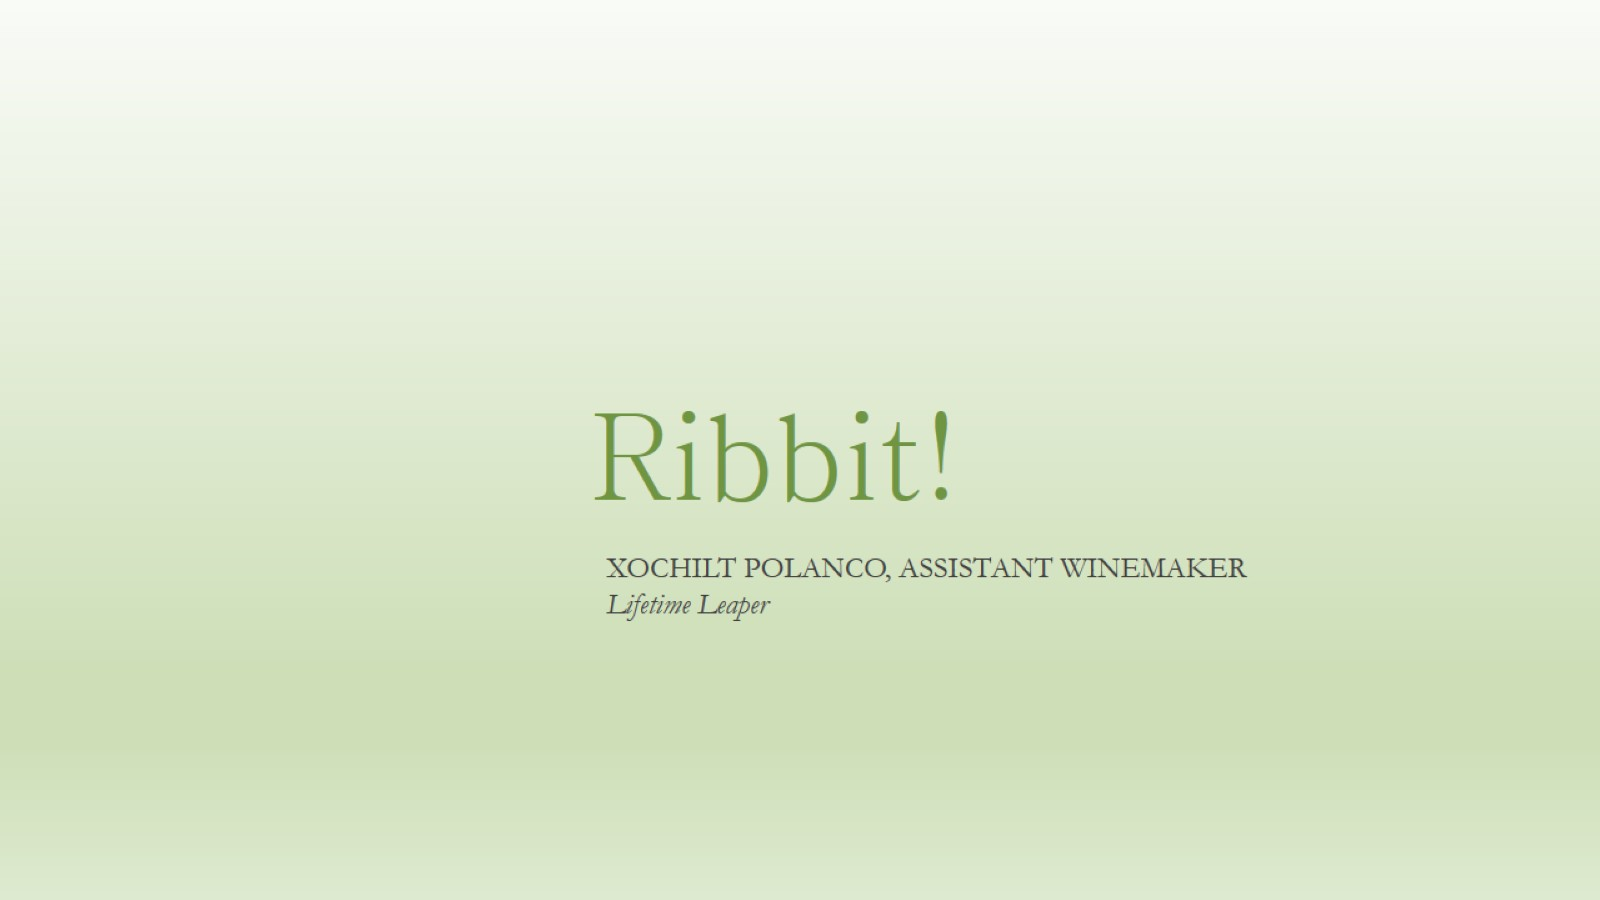 Ribbit!
XOCHILT POLANCO, ASSISTANT WINEMAKER
Lifetime Leaper